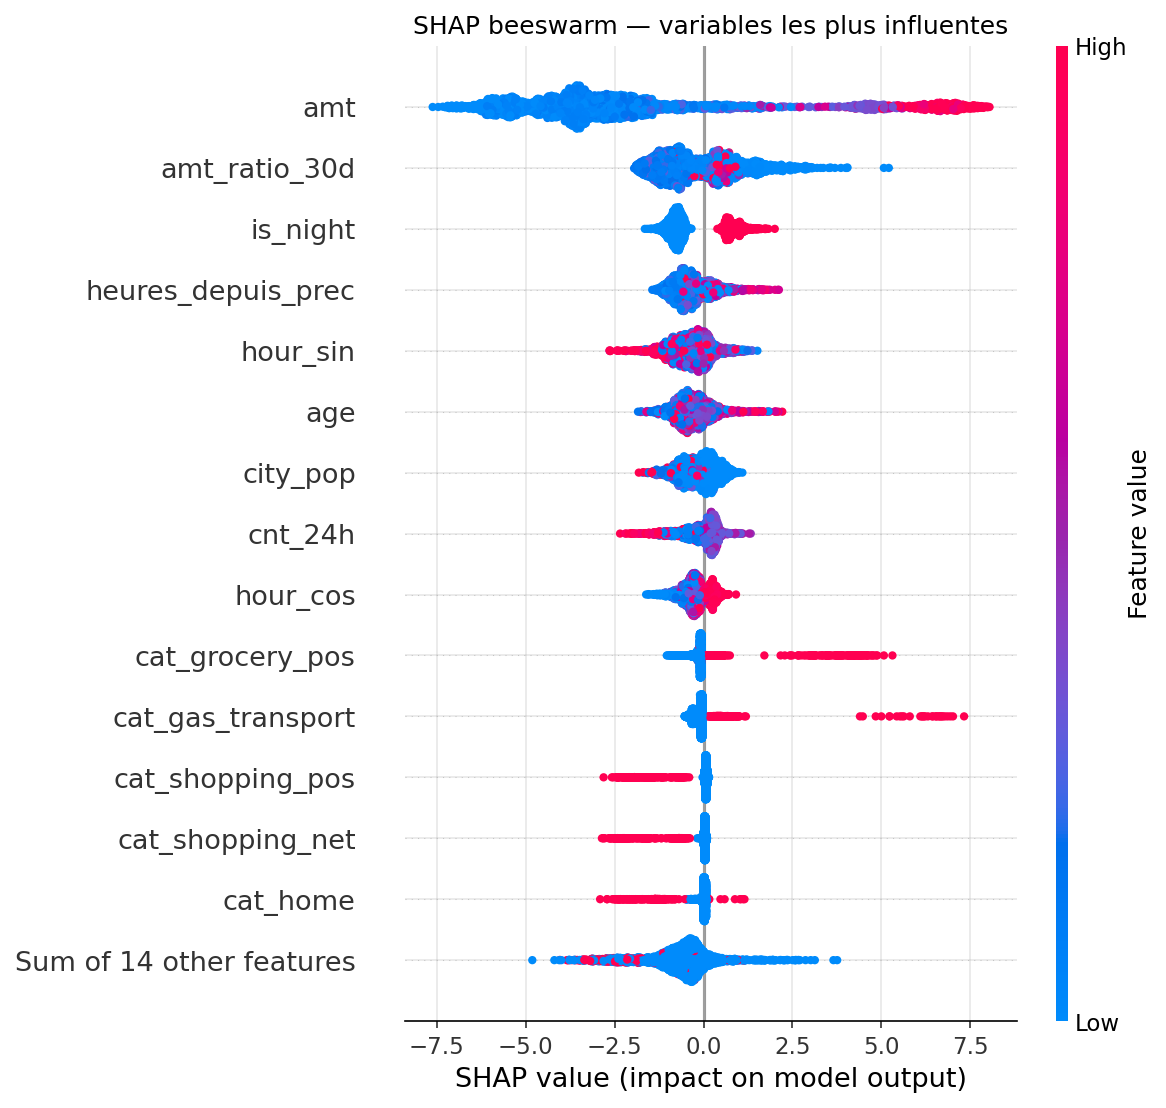 SHAP beeswarm — variables les plus influentes
High
amt
amt_ratio_30d
is_night
heures_depuis_prec
hour_sin
age
city_pop
cnt_24h
hour_cos
cat_grocery_pos
cat_gas_transport
cat_shopping_pos
cat_shopping_net
cat_home
Sum of 14 other features
Feature value
Low
−7.5 −5.0 −2.5 0.0 2.5 5.0 7.5
SHAP value (impact on model output)